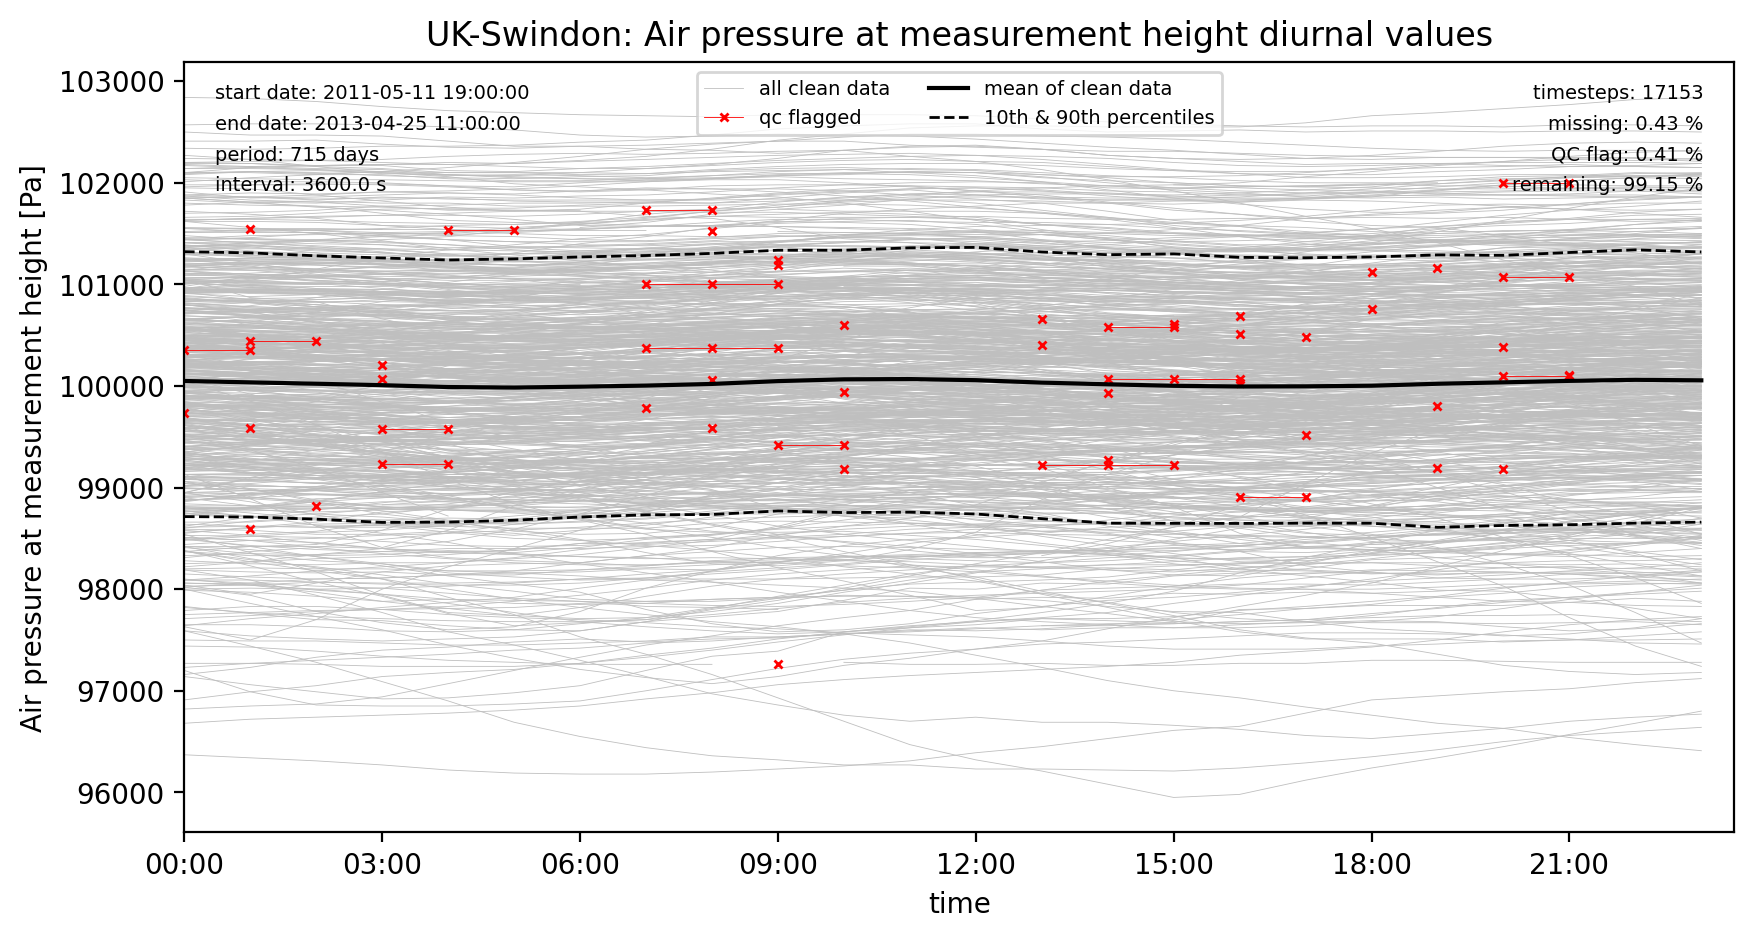 UK-Swindon: Air pressure at measurement height diurnal values
start date: 2011-05-11 19:00:00
end date: 2013-04-25 11:00:00
period: 715 days
interval: 3600.0 s
all clean data
qc flagged
mean of clean data
10th & 90th percentiles
timesteps: 17153
missing: 0.43 %
QC flag: 0.41 %
remaining: 99.15 %
Air pressure at measurement height [Pa]
103000
102000
101000
100000
99000
98000
97000
96000
00:00 03:00 06:00 09:00 12:00 15:00 18:00 21:00
time